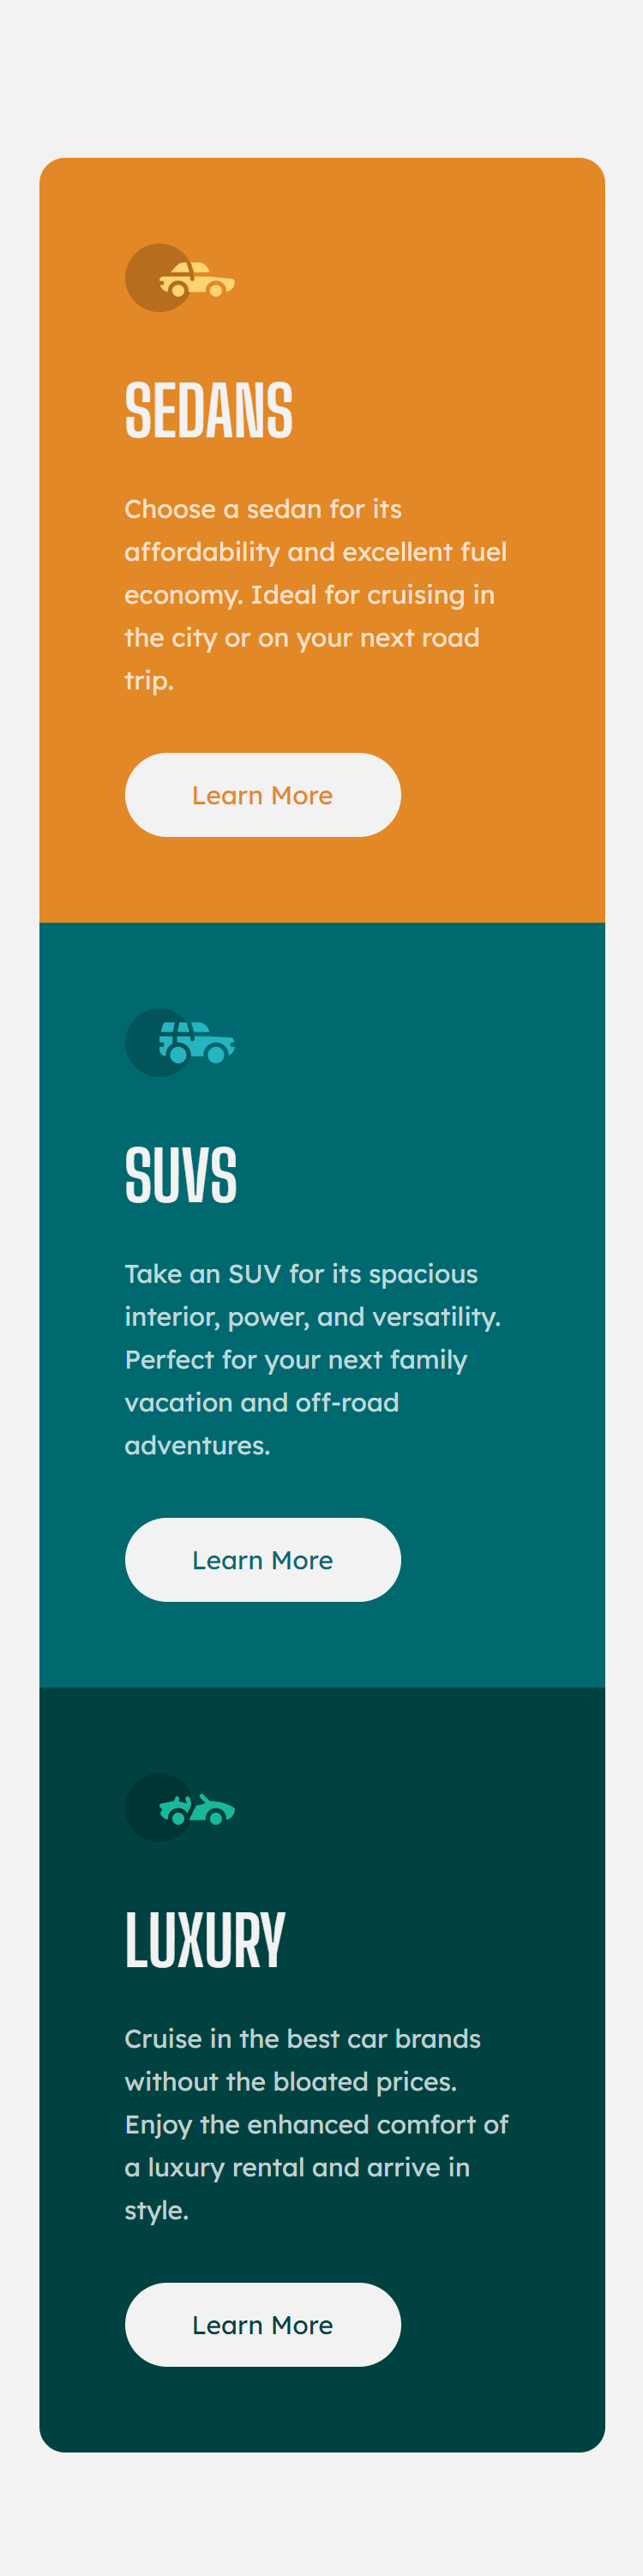 SEDANS
Choose a sedan for its
affordability and excellent fuel
economy. Ideal for cruising in
the city or on your next road
trip.
Learn More
SUVS
Take an SUV for its spacious
interior, power, and versatility.
Perfect for your next family
vacation and off-road
adventures.
Learn More
LUXURY
Cruise in the best car brands
without the bloated prices.
Enjoy the enhanced comfort of
a luxury rental and arrive in
style.
Learn More